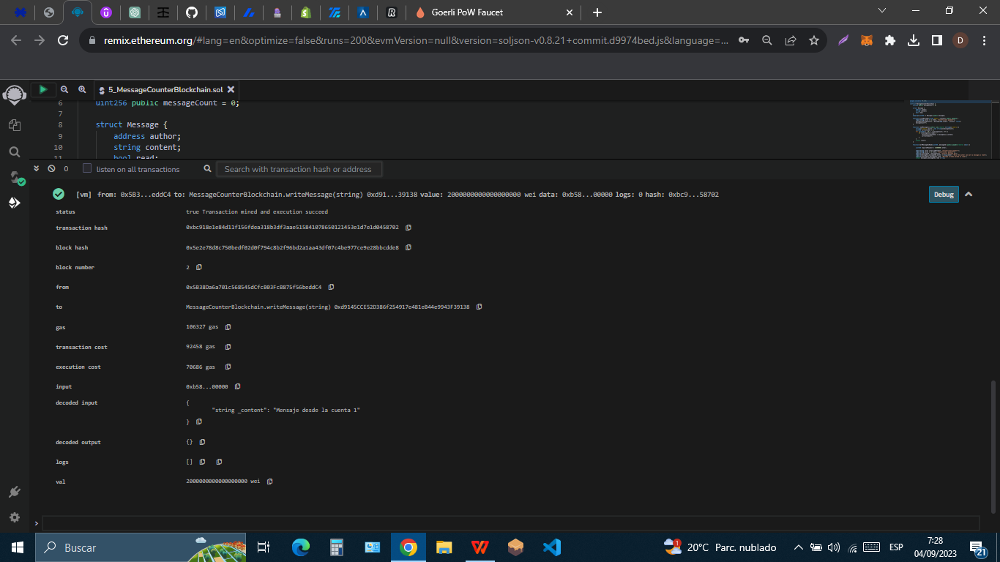 Goerli PoW Faucet
remix.ethereum.org/#lang=en&optimize=false&runs=200&evmVersion=null&version=soljson-v0.8.21+commit.d9974bed.js&language=...
D
5_MessageCounterBlockchain.sol
6 uint256 public messageCount = 0;
7
8 struct Message {
9 address author;
10 string content;
11 bool read;
0 listen on all transactions Search with transaction hash or address
[vm] from: 0x5B3...eddC4 to: MessageCounterBlockchain.writeMessage(string) 0xd91...39138 value: 2000000000000000000 wei data: 0xb58...00000 logs: 0 hash: 0xbc9...58702 Debug
status true Transaction mined and execution succeed
transaction hash 0xbc918e1e84d11f156fdea318b3df3aae515841078650121453e1d7e1d0458702
block hash 0x5e2e78d8c750bedf02d0f794c8b2f96bd2a1aa43df07c4be977ce9e28bbcdde8
block number 2
from 0x5B38Da6a701c568545dCfcB03FcB875f56beddC4
to MessageCounterBlockchain.writeMessage(string) 0xd9145CCE52D386f254917e481eB44e9943F39138
gas 106327 gas
transaction cost 92458 gas
execution cost 70686 gas
input 0xb58...00000
decoded input {
"string _content": "Mensaje desde la cuenta 1"
}
decoded output {}
logs []
val 2000000000000000000 wei
>
Buscar
1
20°C Parc. nublado
ESP
7:28
04/09/2023
21